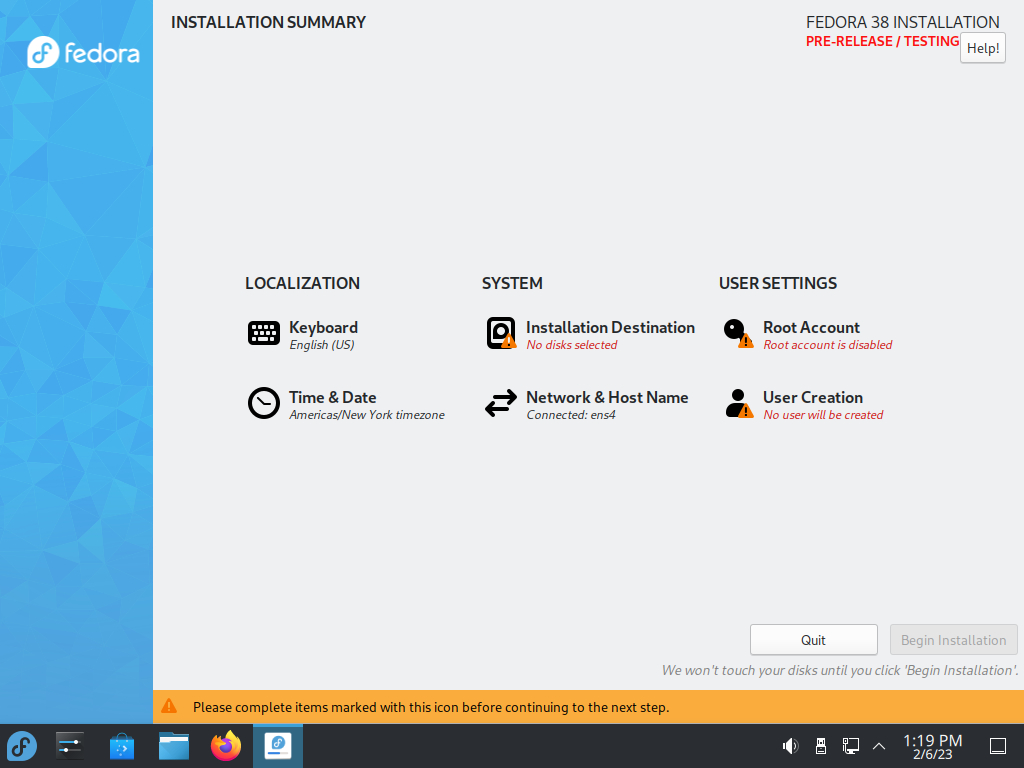 fedora
INSTALLATION SUMMARY
FEDORA 38 INSTALLATION
PRE-RELEASE / TESTING
Help!
LOCALIZATION
Keyboard
English (US)
Time & Date
Americas/New York timezone
SYSTEM
Installation Destination
No disks selected
Network & Host Name
Connected: ens4
USER SETTINGS
Root Account
Root account is disabled
User Creation
No user will be created
Quit
Begin Installation
We won't touch your disks until you click 'Begin Installation'.
Please complete items marked with this icon before continuing to the next step.
1:19 PM
2/6/23